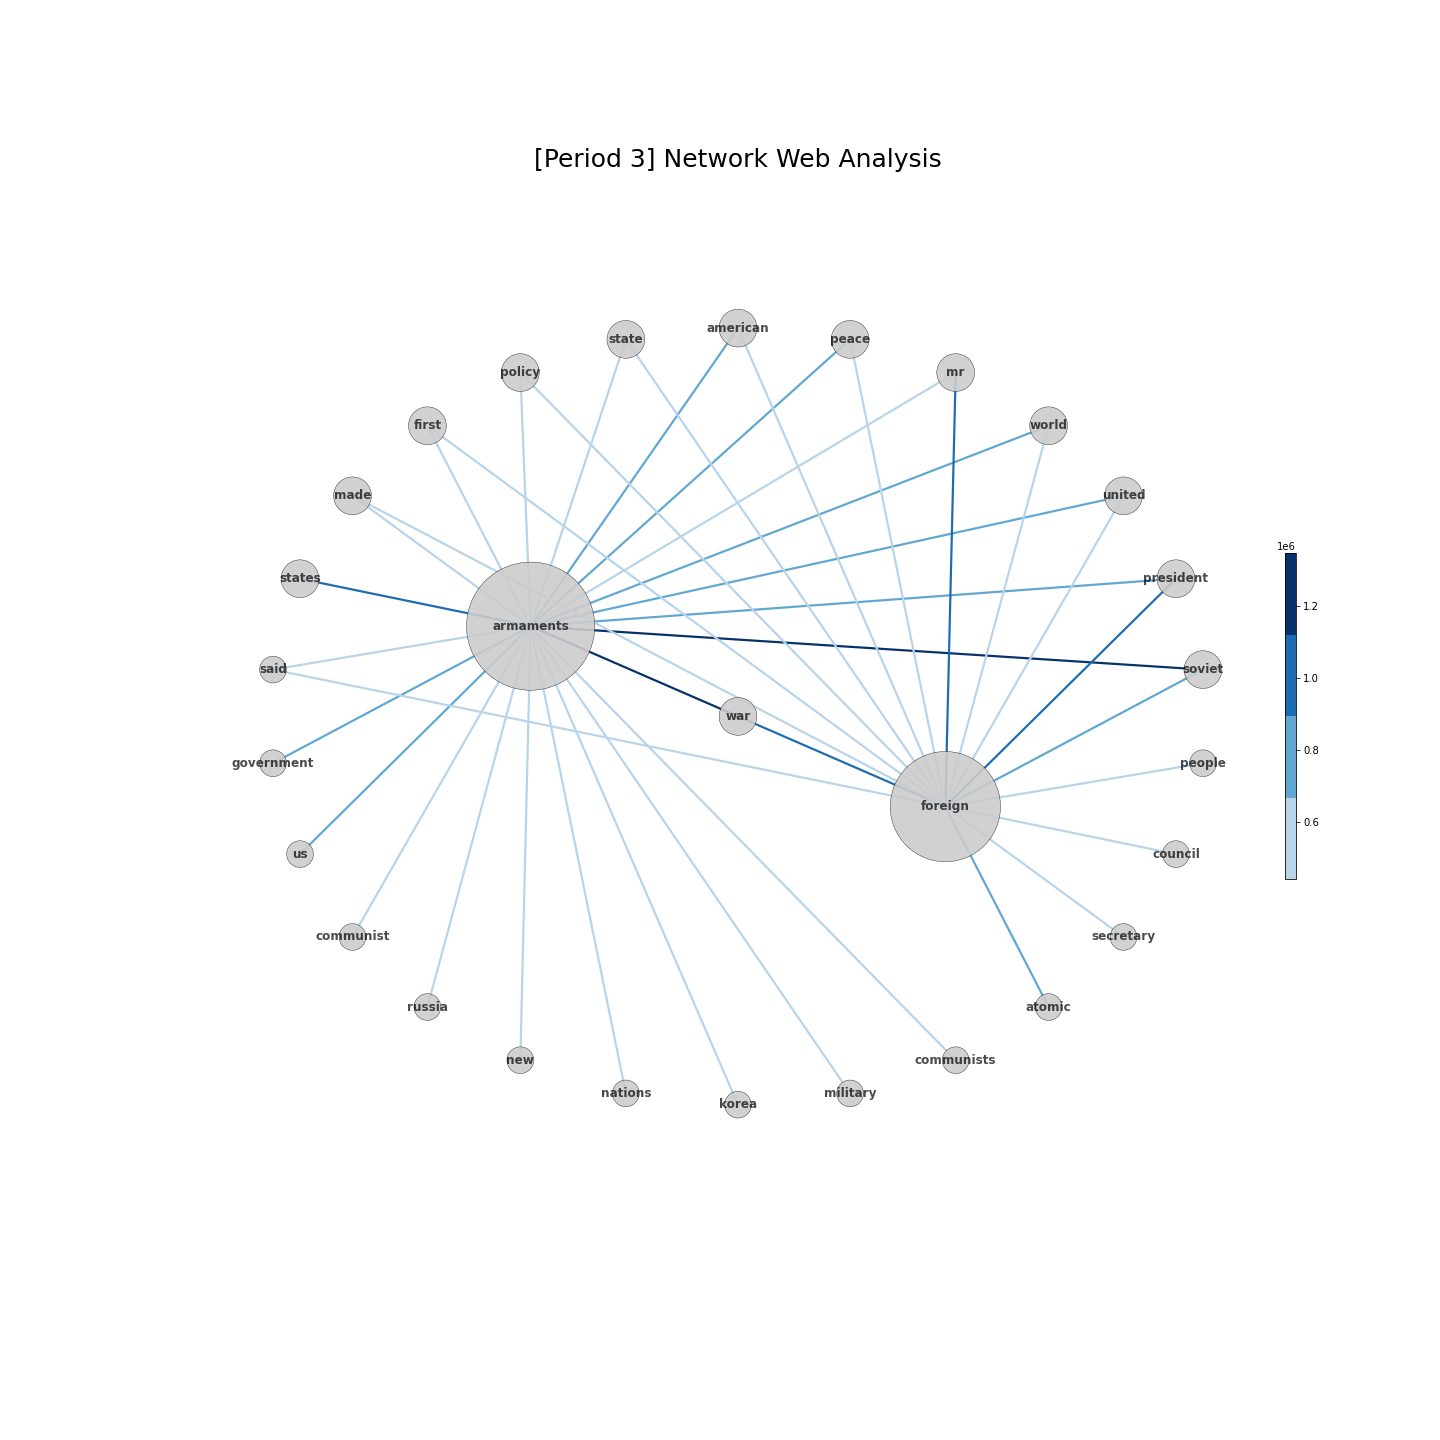 [Period 3] Network Web Analysis
american
state
peace
policy
mr
first
world
made
united
1e6
states
president
1.2
armaments
said
soviet
1.0
war
0.8
government
people
foreign
0.6
us
council
communist
secretary
russia
atomic
new
communists
nations
military
korea